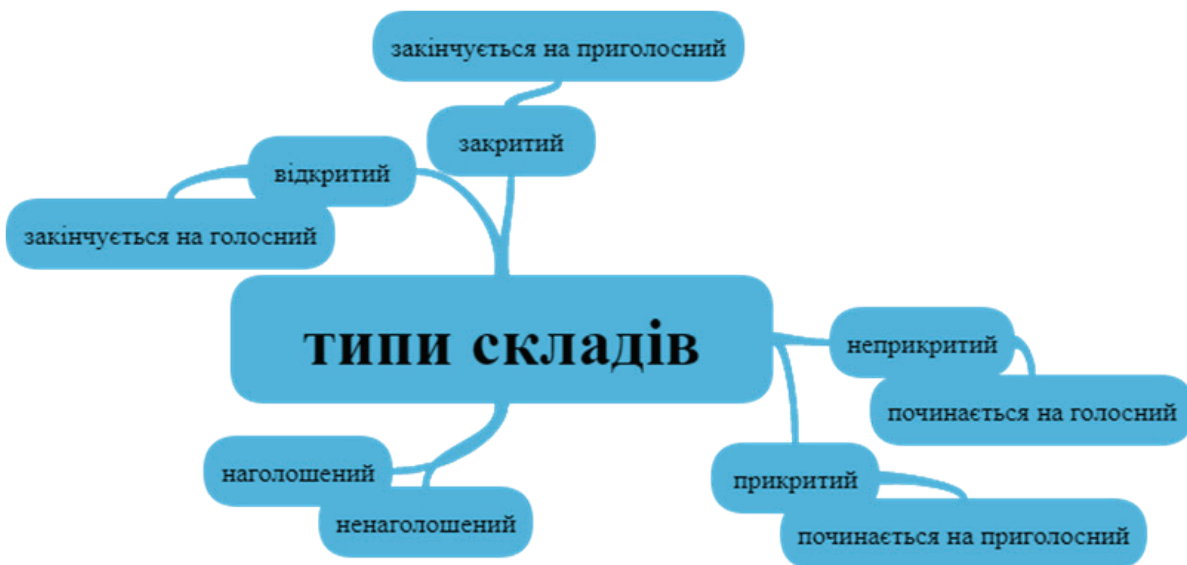 закінчується на приголосний
закритий
відкритий
закінчується на голосний
типи складів
неприкритий
починається на голосний
наголошений
прикритий
ненаголошений
починається на приголосний